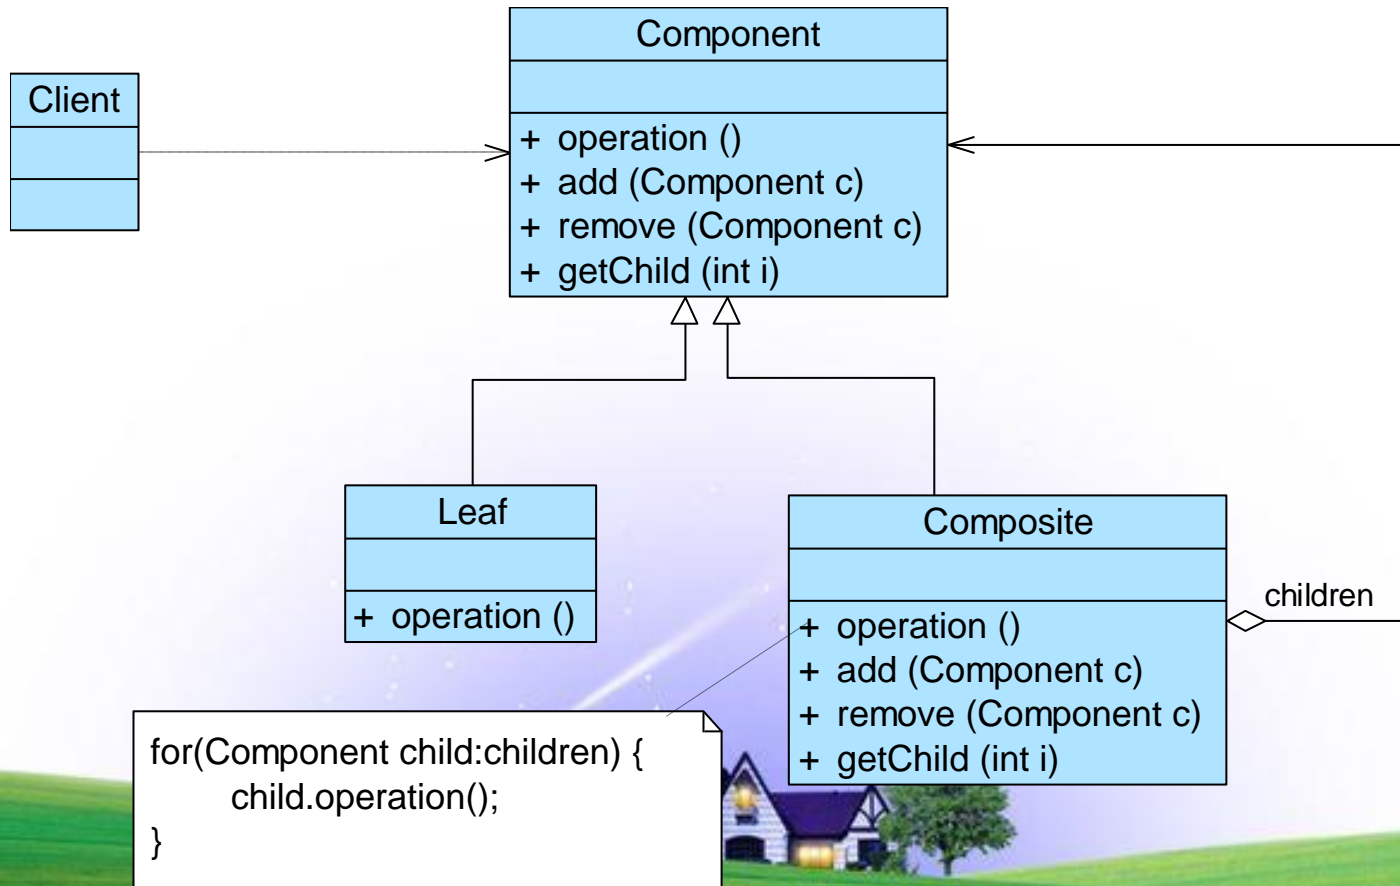 Component
Client
+ operation ()
+ add (Component c)
+ remove (Component c)
+ getChild (int i)
Leaf
+ operation ()
Composite
+ operation ()
+ add (Component c)
+ remove (Component c)
+ getChild (int i)
children
for(Component child:children) {
child.operation();
}